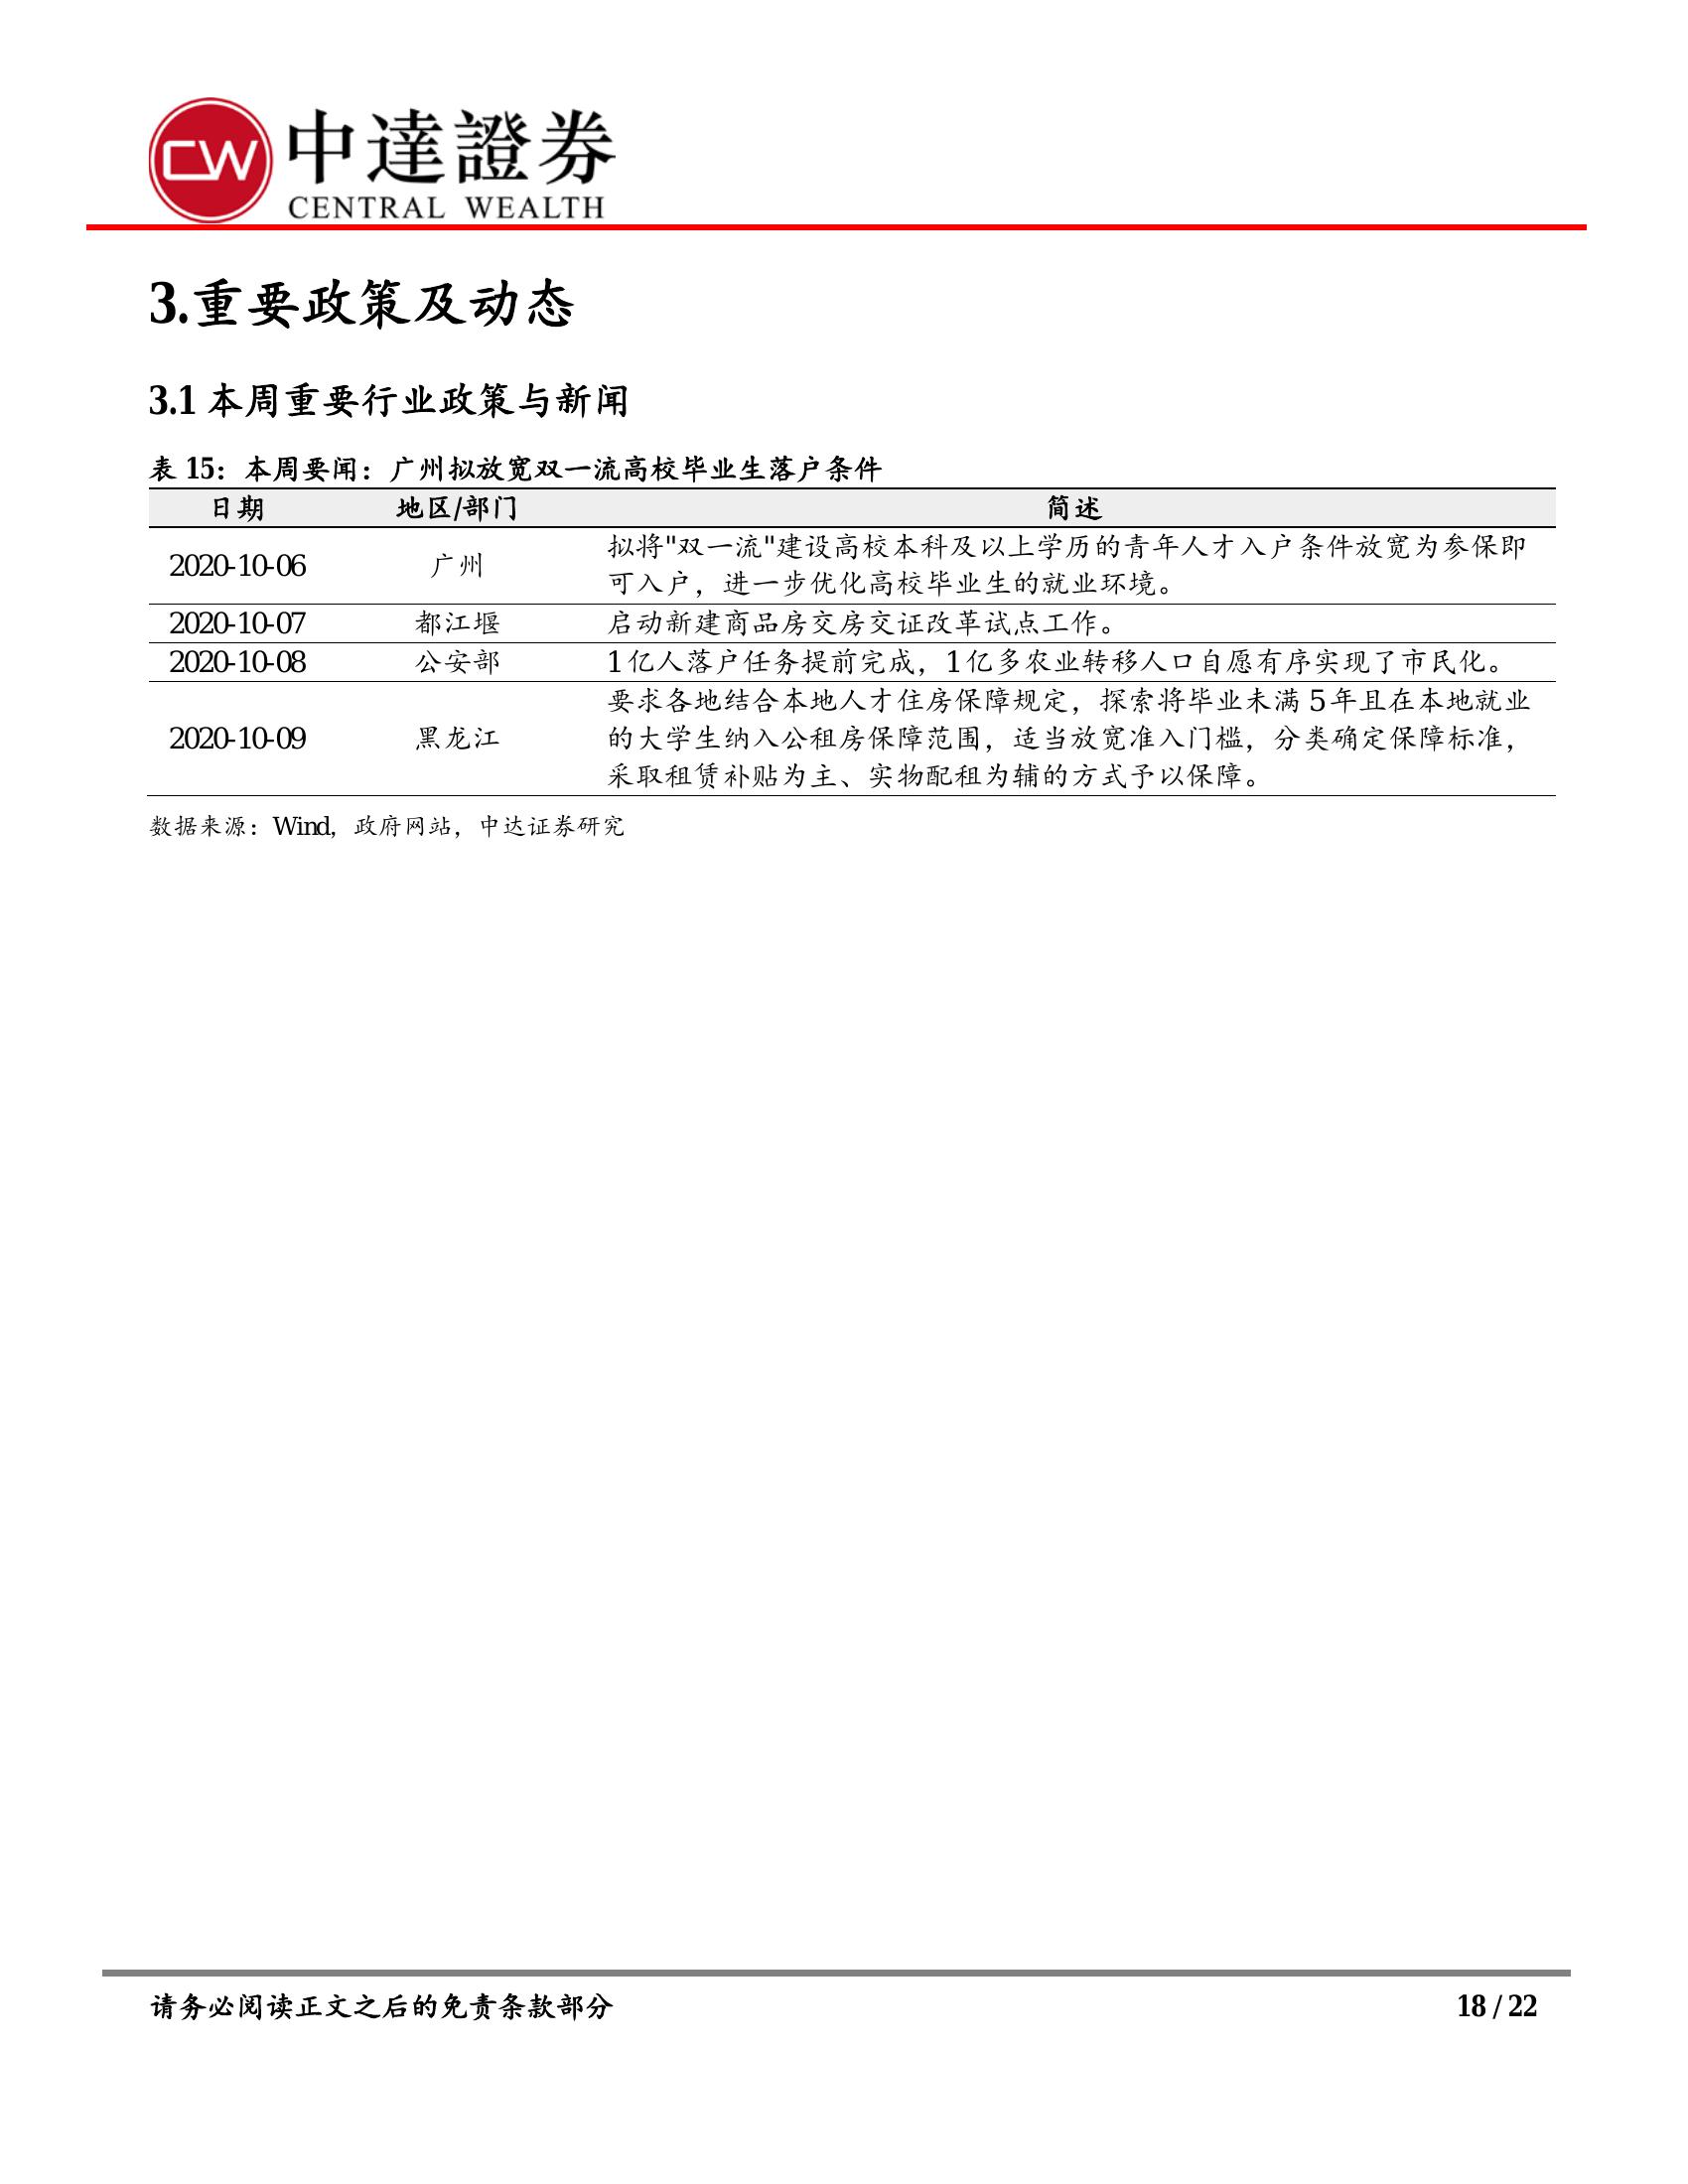 CW 中達證券
CENTRAL WEALTH
3.重要政策及动态
3.1 本周重要行业政策与新闻
表 15：本周要闻：广州拟放宽双一流高校毕业生落户条件
日期 地区/部门 简述
2020-10-06 广州 拟将"双一流"建设高校本科及以上学历的青年人才入户条件放宽为参保即
可入户，进一步优化高校毕业生的就业环境。
2020-10-07 都江堰 启动新建商品房交房交证改革试点工作。
2020-10-08 公安部 1亿人落户任务提前完成，1亿多农业转移人口自愿有序实现了市民化。
要求各地结合本地人才住房保障规定，探索将毕业未满 5年且在本地就业
2020-10-09 黑龙江 的大学生纳入公租房保障范围，适当放宽准入门槛，分类确定保障标准，
采取租赁补贴为主、实物配租为辅的方式予以保障。
数据来源：Wind，政府网站，中达证券研究
请务必阅读正文之后的免责条款部分 18 / 22